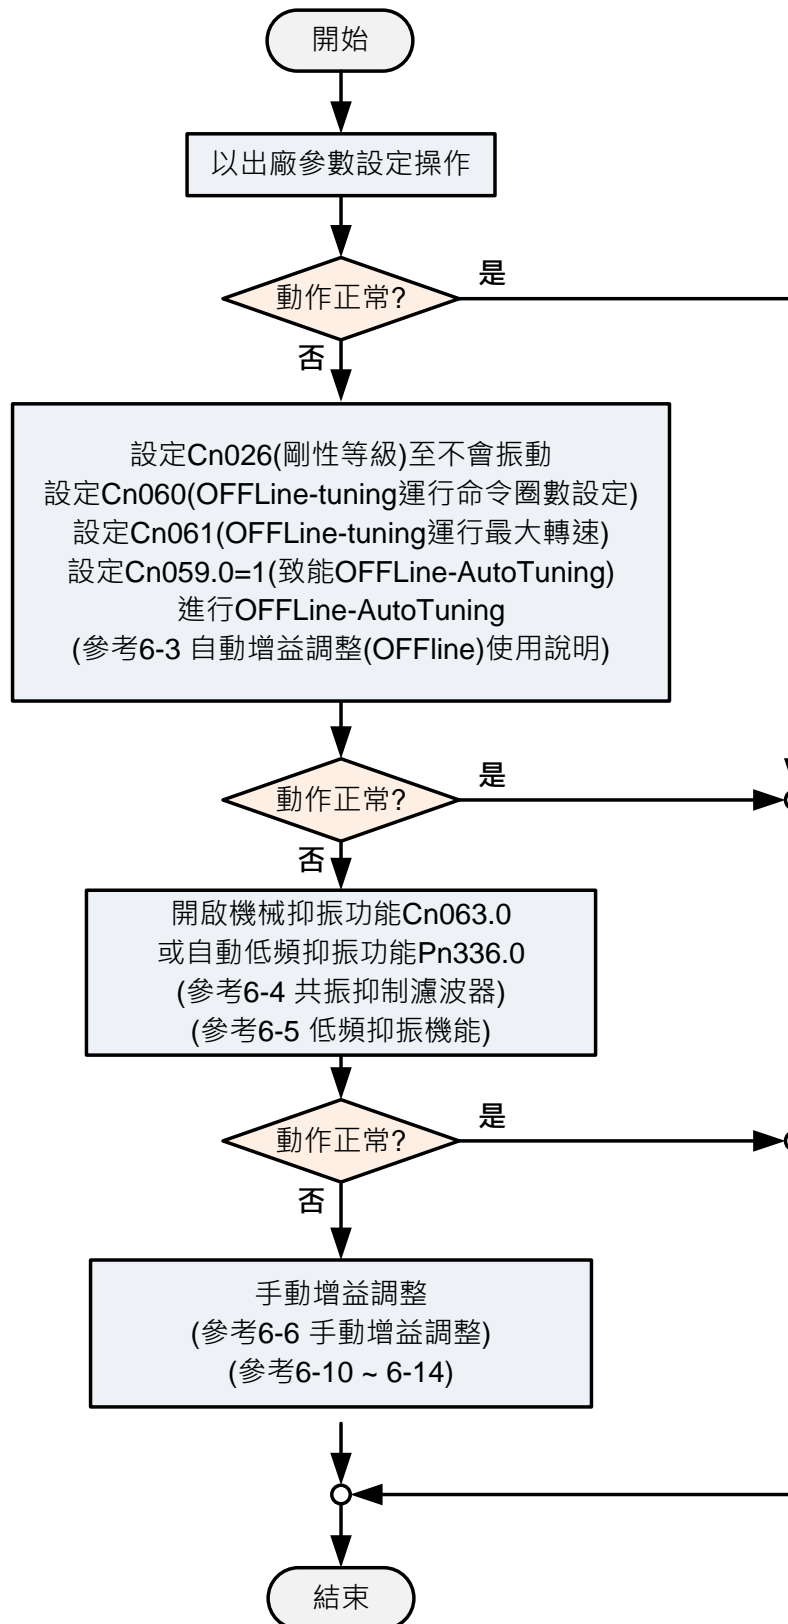 開始
以出廠參數設定操作
動作正常?
是
否
設定Cn026(剛性等級)至不會振動
設定Cn060(OFFLine-tuning運行命令圈數設定)
設定Cn061(OFFLine-tuning運行最大轉速)
設定Cn059.0=1(致能OFFLine-AutoTuning)
進行OFFLine-AutoTuning
(參考6-3 自動增益調整(OFFline)使用說明)
動作正常?
是
否
開啟機械抑振功能Cn063.0
或自動低頻抑振功能Pn336.0
(參考6-4 共振抑制濾波器)
(參考6-5 低頻抑振機能)
動作正常?
是
否
手動增益調整
(參考6-6 手動增益調整)
(參考6-10 ~ 6-14)
結束